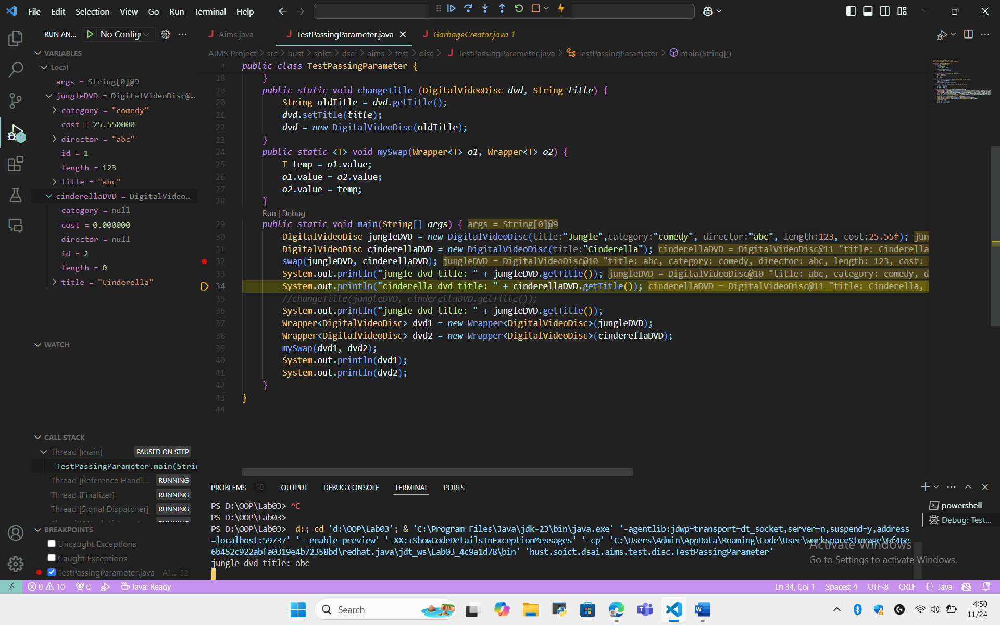 File Edit Selection View Go Run Terminal Help
RUN AN... No Config
Aims.java TestPassingParameter.java GarbageCreator.java 1
AIMS Project > src > hust > soict > dsai > aims > test > disc > TestPassingParameter.java > TestPassingParameter > main(String[])
VARIABLES
Local
args = String[0]@9
jungleDVD = DigitalVideoDisc@...
category = "comedy"
cost = 25.550000
director = "abc"
id = 1
length = 123
title = "abc"
cinderellaDVD = DigitalVideo...
category = null
cost = 0.000000
director = null
id = 2
length = 0
title = "Cinderella"
WATCH
CALL STACK
Thread [main] PAUSED ON STEP
TestPassingParameter.main(Strin
Thread [Reference Handl... RUNNING
Thread [Finalizer] RUNNING
Thread [Signal Dispatcher] RUNNING
BREAKPOINTS
Uncaught Exceptions
Caught Exceptions
TestPassingParameter.java AI... 32
4 public class TestPassingParameter {
18 }
19 public static void changeTitle (DigitalVideoDisc dvd, String title) {
20 String oldTitle = dvd.getTitle();
21 dvd.setTitle(title);
22 dvd = new DigitalVideoDisc(oldTitle);
23 }
24 public static <T> void mySwap(Wrapper<T> o1, Wrapper<T> o2) {
25 T temp = o1.value;
26 o1.value = o2.value;
27 o2.value = temp;
28 }
Run | Debug
29 public static void main(String[] args) { args = String[0]@9
30 DigitalVideoDisc jungleDVD = new DigitalVideoDisc(title:"Jungle",category:"comedy", director:"abc", length:123, cost:25.55f); jun
31 DigitalVideoDisc cinderellaDVD = new DigitalVideoDisc(title:"Cinderella"); cinderellaDVD = DigitalVideoDisc@11 "title: Cinderella
32 swap(jungleDVD, cinderellaDVD); jungleDVD = DigitalVideoDisc@10 "title: abc, category: comedy, director: abc, length: 123, cost:
33 System.out.println("jungle dvd title: " + jungleDVD.getTitle()); jungleDVD = DigitalVideoDisc@10 "title: abc, category: comedy, d
34 System.out.println("cinderella dvd title: " + cinderellaDVD.getTitle()); cinderellaDVD = DigitalVideoDisc@11 "title: Cinderella,
35 //changeTitle(jungleDVD, cinderellaDVD.getTitle());
36 System.out.println("jungle dvd title: " + jungleDVD.getTitle());
37 Wrapper<DigitalVideoDisc> dvd1 = new Wrapper<DigitalVideoDisc>(jungleDVD);
38 Wrapper<DigitalVideoDisc> dvd2 = new Wrapper<DigitalVideoDisc>(cinderellaDVD);
39 mySwap(dvd1, dvd2);
40 System.out.println(dvd1);
41 System.out.println(dvd2);
42 }
43 }
44
PROBLEMS 10 OUTPUT DEBUG CONSOLE TERMINAL PORTS
PS D:\OOP\Lab03> ^C
PS D:\OOP\Lab03>
PS D:\OOP\Lab03> d:; cd 'd:\OOP\Lab03'; & 'C:\Program Files\Java\jdk-23\bin\java.exe' '-agentlib:jdwp=transport=dt_socket,server=n,suspend=y,address
=localhost:59737' '--enable-preview' '-XX:+ShowCodeDetailsInExceptionMessages' '-cp' 'C:\Users\Admin\AppData\Roaming\Code\User\workspaceStorage\6f46e
6b452c922abfa0319e4b72358bd\redhat.java\jdt_ws\Lab03_4c9a1d78\bin' 'hust.soict.dsai.aims.test.disc.TestPassingParameter'
jungle dvd title: abc
powershell
Debug: Test...
Activate Windows
Go to Settings to activate Windows.
0 10 0 Java: Ready Ln 34, Col 1 Spaces: 4 UTF-8 CRLF {} Java
Search
4:50
11/24